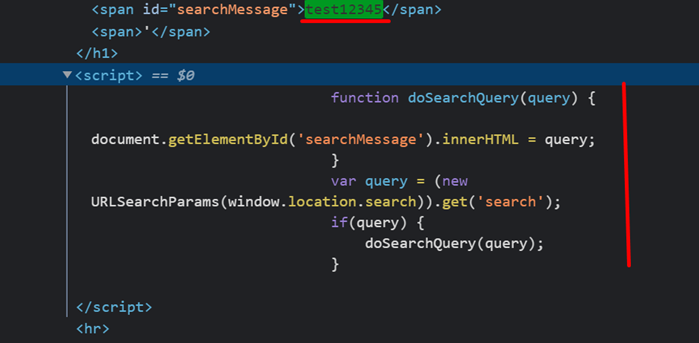 <span id="searchMessage">test12345</span>
<span>'</span>
</h1>
<script> == $0
function doSearchQuery(query) {
document.getElementById('searchMessage').innerHTML = query;
}
var query = (new
URLSearchParams(window.location.search)).get('search');
if(query) {
doSearchQuery(query);
}
</script>
<hr>